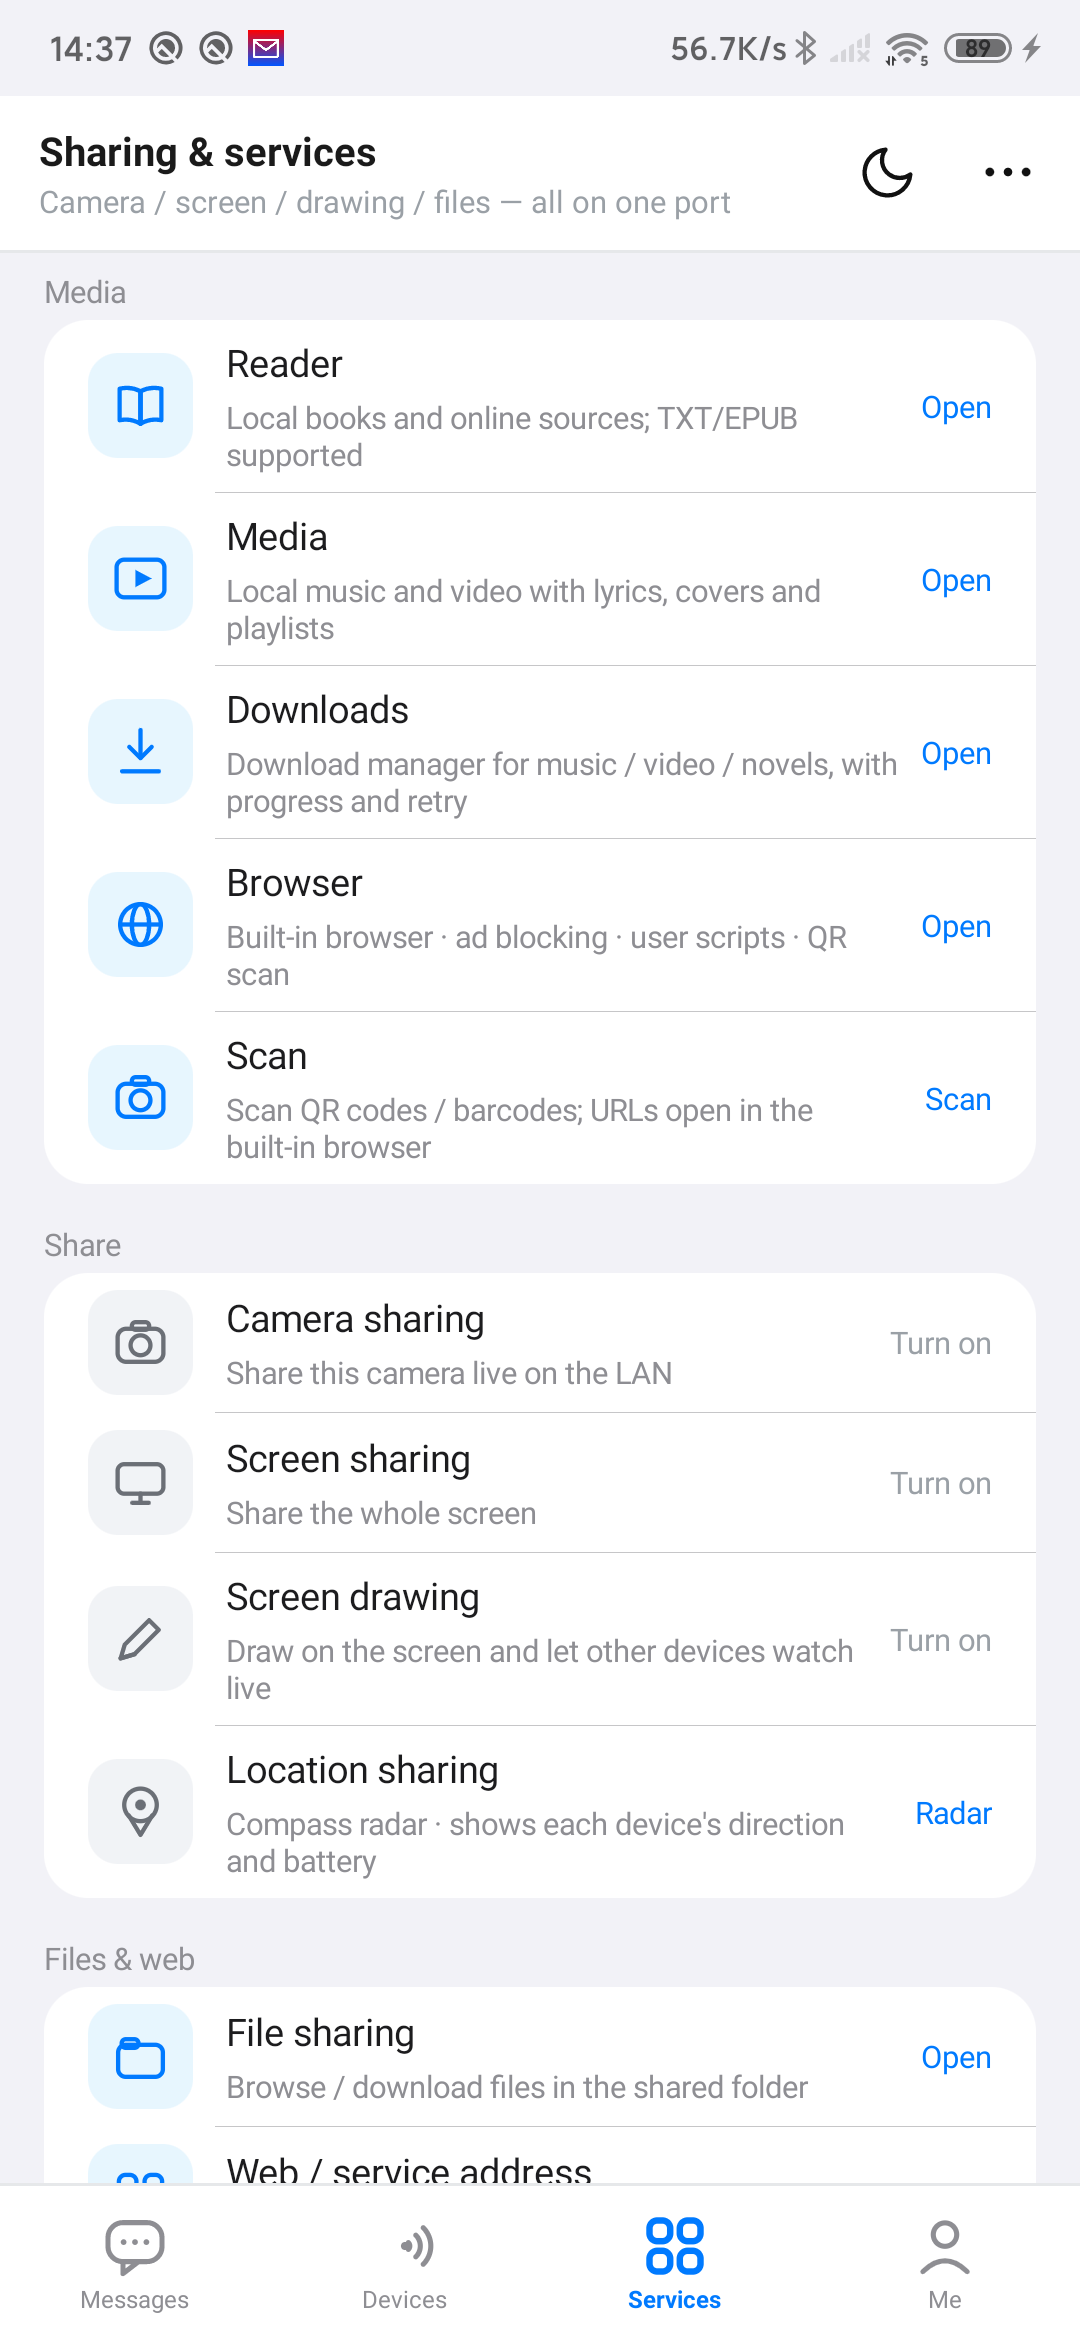 14:37
56.7K/s
5
89
Sharing & services
Camera / screen / drawing / files — all on one port
Media
Reader
Local books and online sources; TXT/EPUB
supported
Open
Media
Local music and video with lyrics, covers and
playlists
Open
Downloads
Download manager for music / video / novels, with
progress and retry
Open
Browser
Built-in browser · ad blocking · user scripts · QR
scan
Open
Scan
Scan QR codes / barcodes; URLs open in the
built-in browser
Scan
Share
Camera sharing
Share this camera live on the LAN
Turn on
Screen sharing
Share the whole screen
Turn on
Screen drawing
Draw on the screen and let other devices watch
live
Turn on
Location sharing
Compass radar · shows each device's direction
and battery
Radar
Files & web
File sharing
Browse / download files in the shared folder
Open
Web / service address
Messages
Devices
Services
Me